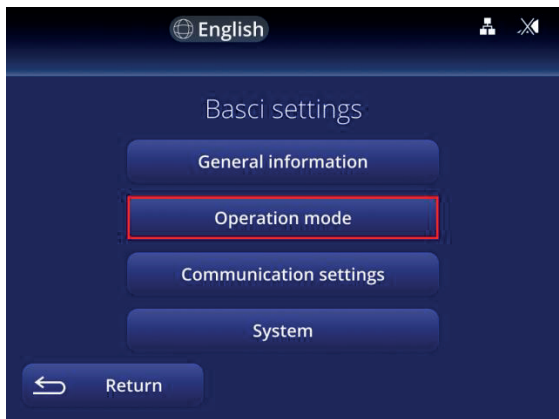 English
Basci settings
General information
Operation mode
Communication settings
System
Return